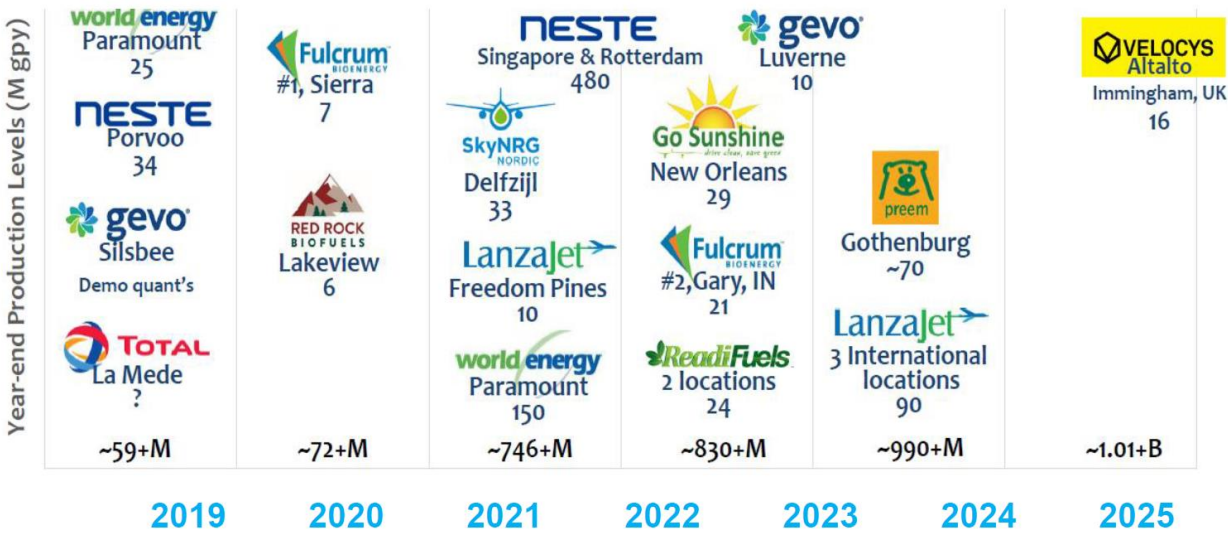 Year-end Production Levels (M gpy)
world energy
Paramount
25
NESTE
Porvoo
34
gevo
Silsbee
Demo quant's
TOTAL
La Mede
?
~59+M
Fulcrum
BIOENERGY
#1, Sierra
7
RED ROCK
BIOFUELS
Lakeview
6
~72+M
NESTE
Singapore & Rotterdam
480
SkyNRG
NORDIC
Delfzijl
33
LanzaJet
Freedom Pines
10
world energy
Paramount
150
~746+M
gevo
Luverne
10
Go Sunshine
drive clean, save green
New Orleans
29
Fulcrum
BIOENERGY
#2,Gary, IN
21
ReadiFuels
2 locations
24
~830+M
preem
Gothenburg
~70
LanzaJet
3 International
locations
90
~990+M
VELOCYS
Altalto
Immingham, UK
16
~1.01+B
2019 2020 2021 2022 2023 2024 2025